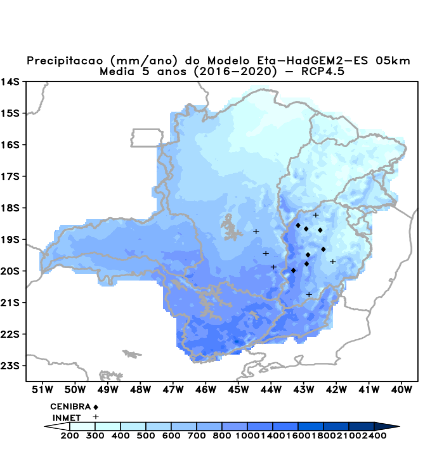 Precipitacao (mm/ano) do Modelo Eta-HadGEM2-ES 05km
Media 5 anos (2016-2020) - RCP4.5
14S
15S
16S
17S
18S
19S
20S
21S
22S
23S
51W 50W 49W 48W 47W 46W 45W 44W 43W 42W 41W 40W
CENIBRA
INMET
200 300 400 500 600 700 800 900 1000 1400 1600 1800 2100 2400